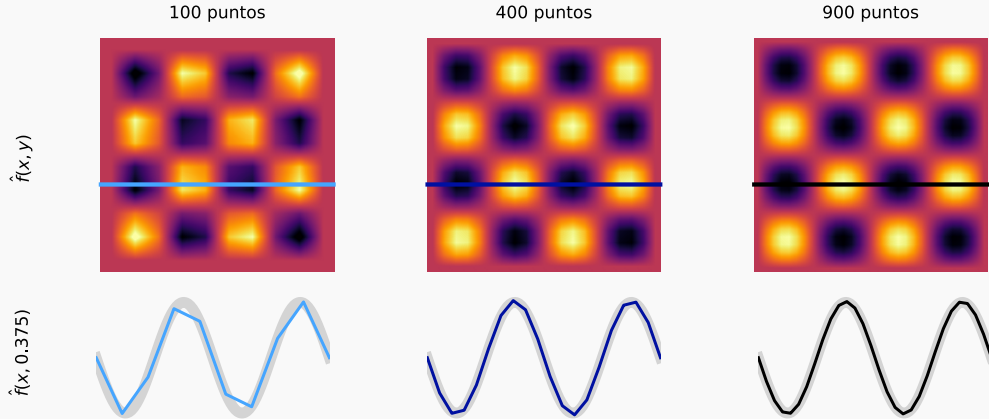 100 puntos
400 puntos
900 puntos
f̂(x, y)
f̂(x, 0.375)